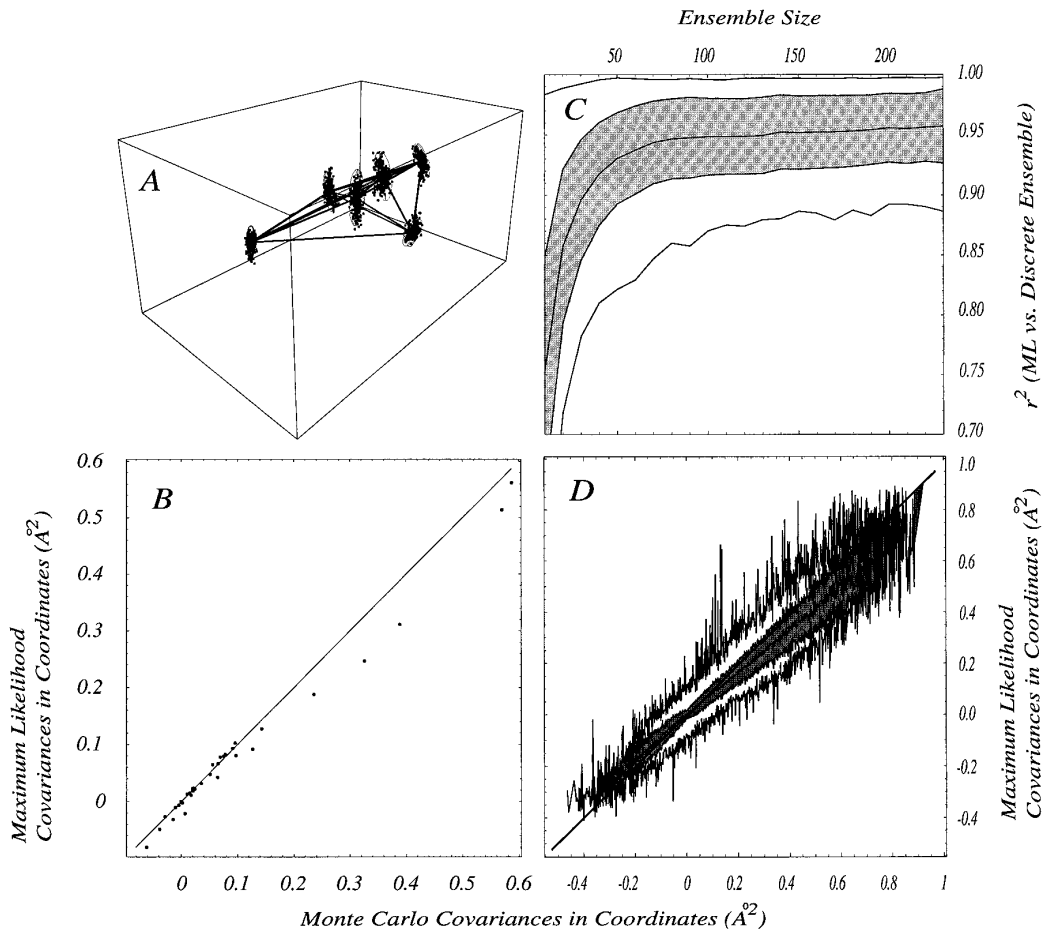 Ensemble Size
50 100 150 200
A
C
1.00
0.95
0.90
0.85
0.80
0.75
0.70
r² (ML vs. Discrete Ensemble)
B
0.6
0.5
0.4
0.3
0.2
0.1
0
Maximum Likelihood
Covariances in Coordinates (Å²)
0 0.1 0.2 0.3 0.4 0.5 0.6
D
1.0
0.8
0.6
0.4
0.2
0.0
-0.2
-0.4
Maximum Likelihood
Covariances in Coordinates (Å²)
-0.4 -0.2 0 0.2 0.4 0.6 0.8 1
Monte Carlo Covariances in Coordinates (Å²)